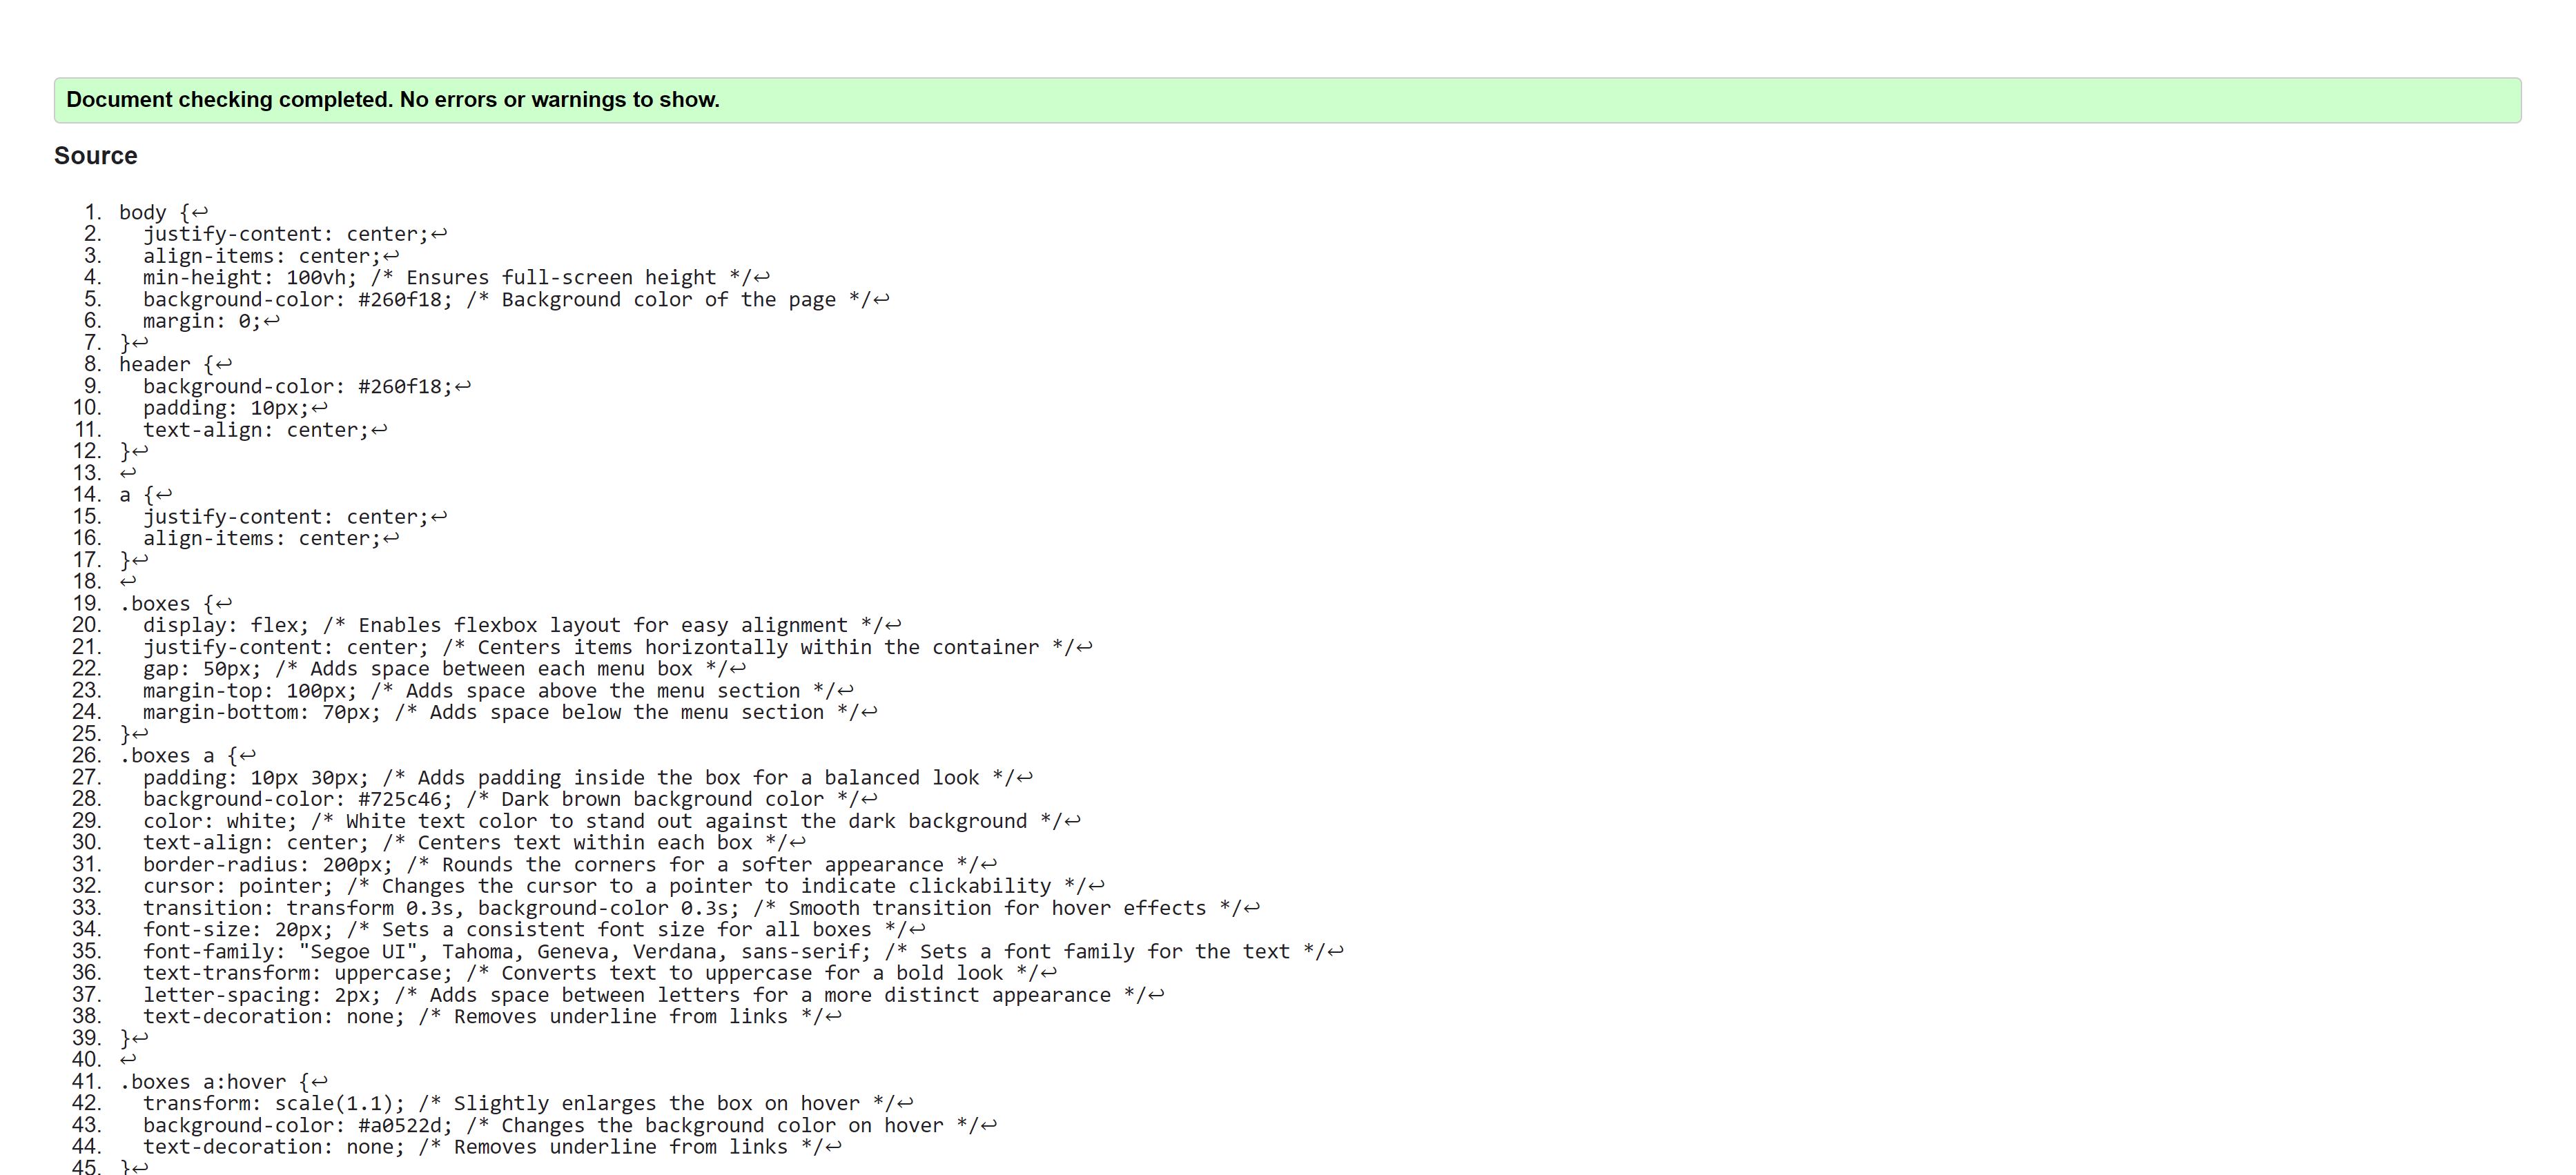 Document checking completed. No errors or warnings to show.
Source
1. body {↩
2.   justify-content: center;↩
3.   align-items: center;↩
4.   min-height: 100vh; /* Ensures full-screen height */↩
5.   background-color: #260f18; /* Background color of the page */↩
6.   margin: 0;↩
7. }↩
8. header {↩
9.   background-color: #260f18;↩
10.   padding: 10px;↩
11.   text-align: center;↩
12. }↩
13. ↩
14. a {↩
15.   justify-content: center;↩
16.   align-items: center;↩
17. }↩
18. ↩
19. .boxes {↩
20.   display: flex; /* Enables flexbox layout for easy alignment */↩
21.   justify-content: center; /* Centers items horizontally within the container */↩
22.   gap: 50px; /* Adds space between each menu box */↩
23.   margin-top: 100px; /* Adds space above the menu section */↩
24.   margin-bottom: 70px; /* Adds space below the menu section */↩
25. }↩
26. .boxes a {↩
27.   padding: 10px 30px; /* Adds padding inside the box for a balanced look */↩
28.   background-color: #725c46; /* Dark brown background color */↩
29.   color: white; /* White text color to stand out against the dark background */↩
30.   text-align: center; /* Centers text within each box */↩
31.   border-radius: 200px; /* Rounds the corners for a softer appearance */↩
32.   cursor: pointer; /* Changes the cursor to a pointer to indicate clickability */↩
33.   transition: transform 0.3s, background-color 0.3s; /* Smooth transition for hover effects */↩
34.   font-size: 20px; /* Sets a consistent font size for all boxes */↩
35.   font-family: "Segoe UI", Tahoma, Geneva, Verdana, sans-serif; /* Sets a font family for the text */↩
36.   text-transform: uppercase; /* Converts text to uppercase for a bold look */↩
37.   letter-spacing: 2px; /* Adds space between letters for a more distinct appearance */↩
38.   text-decoration: none; /* Removes underline from links */↩
39. }↩
40. ↩
41. .boxes a:hover {↩
42.   transform: scale(1.1); /* Slightly enlarges the box on hover */↩
43.   background-color: #a0522d; /* Changes the background color on hover */↩
44.   text-decoration: none; /* Removes underline from links */↩
45. }↩